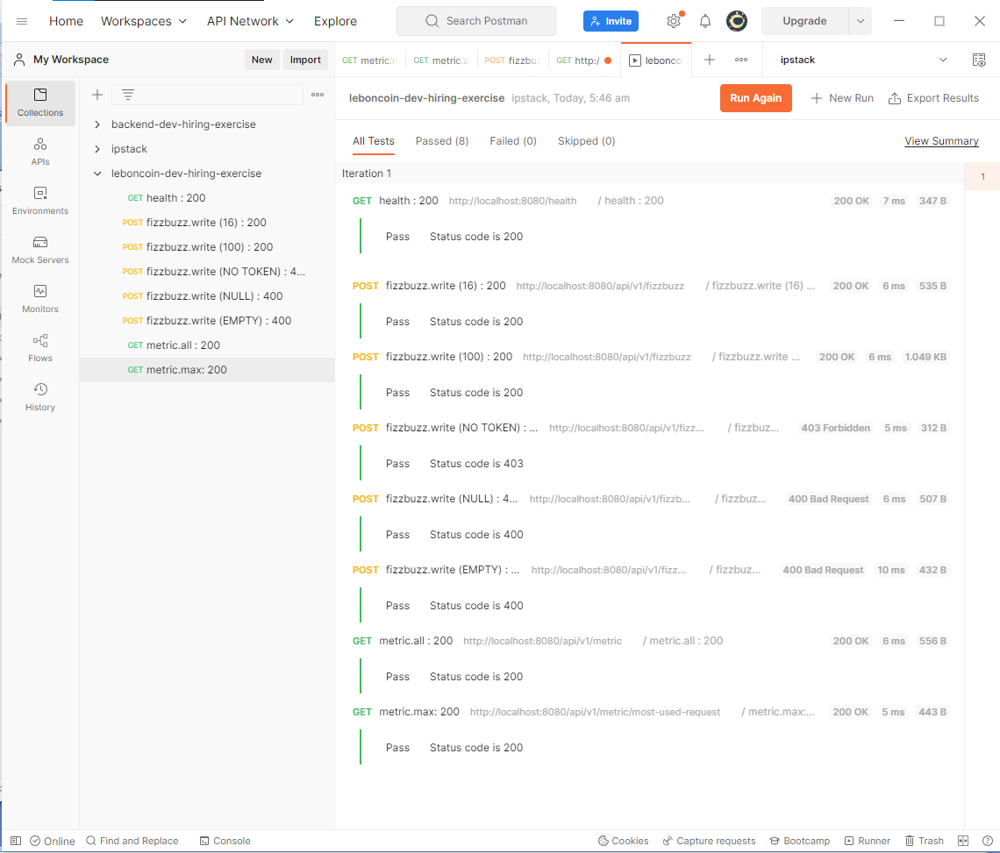 Home Workspaces API Network Explore Search Postman Invite Upgrade
My Workspace New Import GET metric.m GET metric.a POST fizzbu GET http:/ lebonco ipstack
Collections
APIs
Environments
Mock Servers
Monitors
Flows
History
backend-dev-hiring-exercise
ipstack
leboncoin-dev-hiring-exercise
GET health : 200
POST fizzbuzz.write (16) : 200
POST fizzbuzz.write (100) : 200
POST fizzbuzz.write (NO TOKEN) : 4...
POST fizzbuzz.write (NULL) : 400
POST fizzbuzz.write (EMPTY) : 400
GET metric.all : 200
GET metric.max: 200
leboncoin-dev-hiring-exercise ipstack, Today, 5:46 am Run Again New Run Export Results
All Tests Passed (8) Failed (0) Skipped (0) View Summary
Iteration 1
1
GET health : 200 http://localhost:8080/health / health : 200 200 OK 7 ms 347 B
Pass Status code is 200
POST fizzbuzz.write (16) : 200 http://localhost:8080/api/v1/fizzbuzz / fizzbuzz.write (16) ... 200 OK 6 ms 535 B
Pass Status code is 200
POST fizzbuzz.write (100) : 200 http://localhost:8080/api/v1/fizzbuzz / fizzbuzz.write ... 200 OK 6 ms 1.049 KB
Pass Status code is 200
POST fizzbuzz.write (NO TOKEN) : ... http://localhost:8080/api/v1/fizz... / fizzbuz... 403 Forbidden 5 ms 312 B
Pass Status code is 403
POST fizzbuzz.write (NULL) : 4... http://localhost:8080/api/v1/fizzb... / fizzbuz... 400 Bad Request 6 ms 507 B
Pass Status code is 400
POST fizzbuzz.write (EMPTY) : ... http://localhost:8080/api/v1/fizz... / fizzbuz... 400 Bad Request 10 ms 432 B
Pass Status code is 400
GET metric.all : 200 http://localhost:8080/api/v1/metric / metric.all : 200 200 OK 6 ms 556 B
Pass Status code is 200
GET metric.max: 200 http://localhost:8080/api/v1/metric/most-used-request / metric.max:... 200 OK 5 ms 443 B
Pass Status code is 200
Online Find and Replace Console Cookies Capture requests Bootcamp Runner Trash